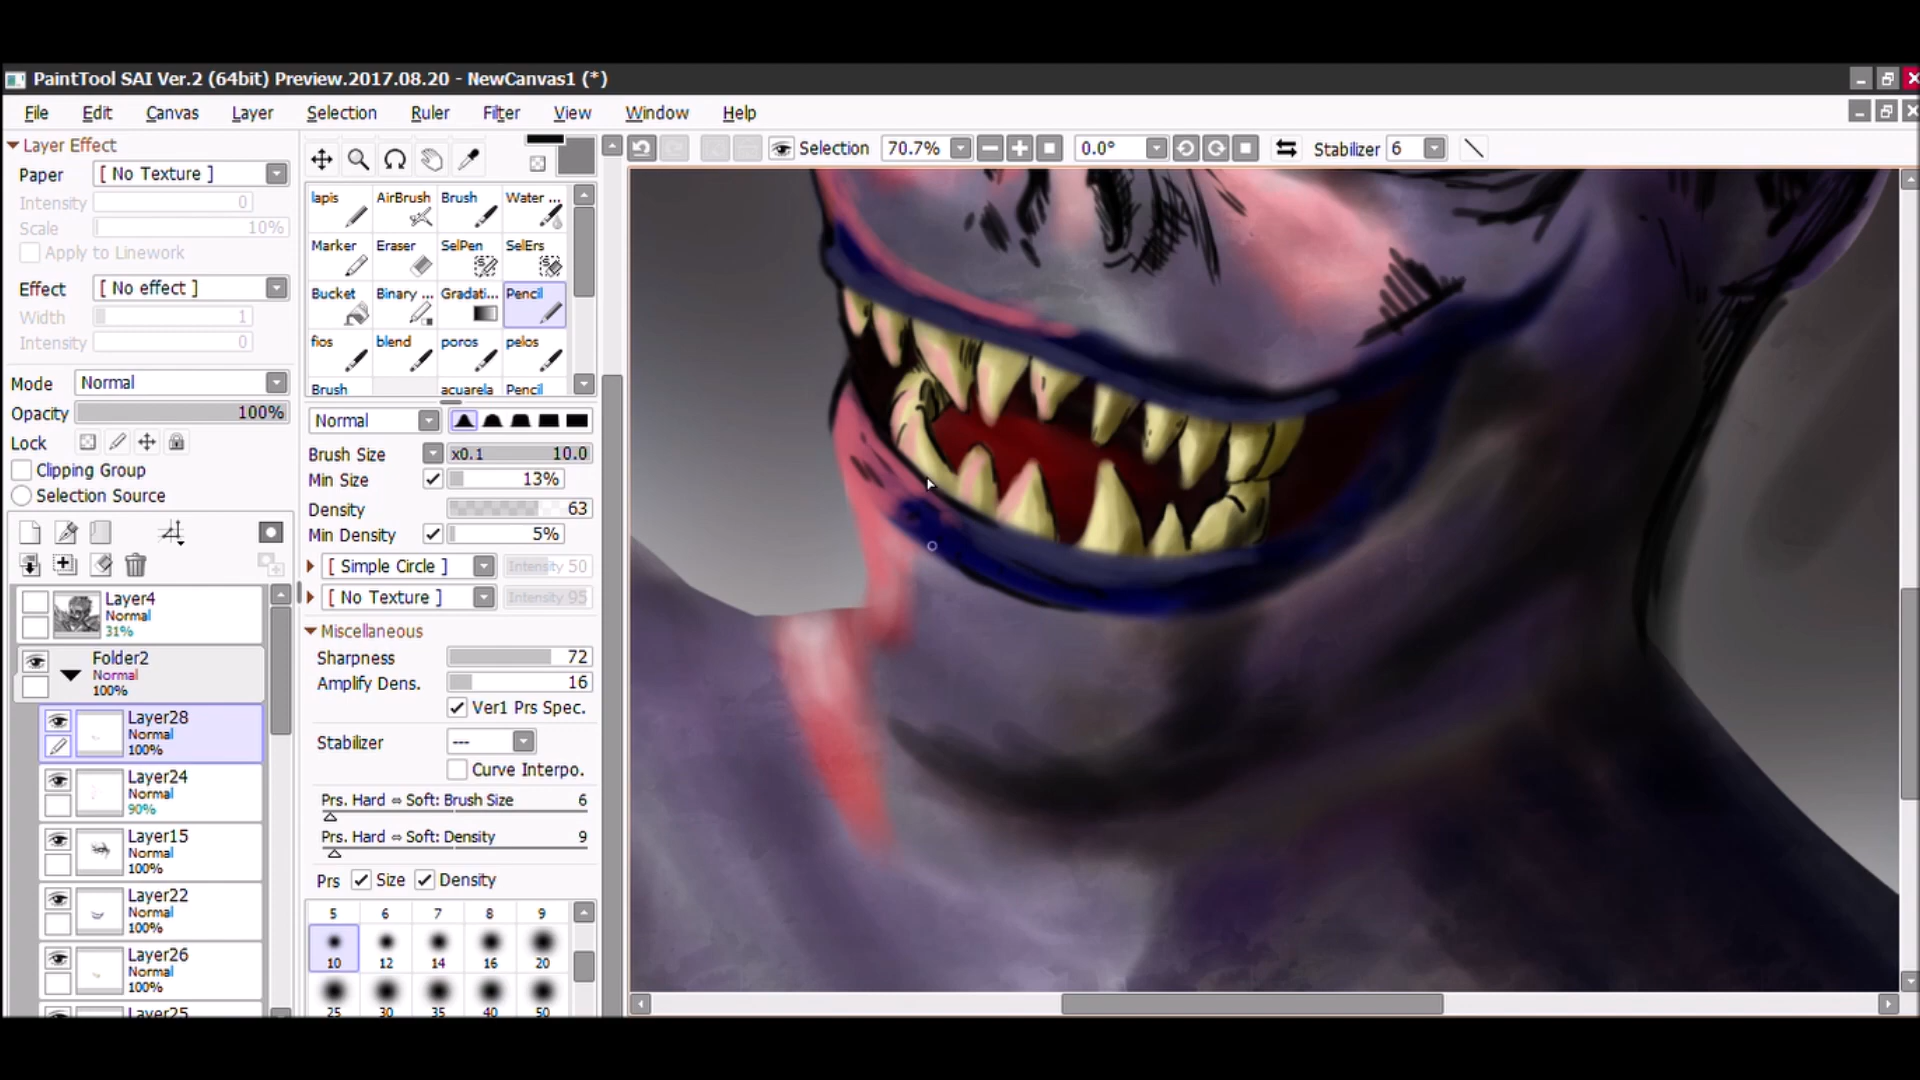 PaintTool SAI Ver.2 (64bit) Preview.2017.08.20 - NewCanvas1 (*)
File Edit Canvas Layer Selection Ruler Filter View Window Help
Selection 70.7% 0.0° Stabilizer 6
Layer Effect
Paper [ No Texture ]
Intensity 0
Scale 10%
Apply to Linework
Effect [ No effect ]
Width 1
Intensity 0
Mode Normal
Opacity 100%
Lock
Clipping Group
Selection Source
Layer4
Normal
31%
Folder2
Normal
100%
Layer28
Normal
100%
Layer24
Normal
90%
Layer15
Normal
100%
Layer22
Normal
100%
Layer26
Normal
100%
Layer25
lapis AirBrush Brush Water ...
Marker Eraser SelPen SelErs
Bucket Binary ... Gradati... Pencil
fios blend poros pelos
Brush acuarela Pencil
Normal
Brush Size x0.1 10.0
Min Size 13%
Density 63
Min Density 5%
[ Simple Circle ] Intensity 50
[ No Texture ] Intensity 95
Miscellaneous
Sharpness 72
Amplify Dens. 16
Ver1 Prs Spec.
Stabilizer ---
Curve Interpo.
Prs. Hard ⇔ Soft: Brush Size 6
Prs. Hard ⇔ Soft: Density 9
Prs Size Density
5 6 7 8 9
10 12 14 16 20
25 30 35 40 50